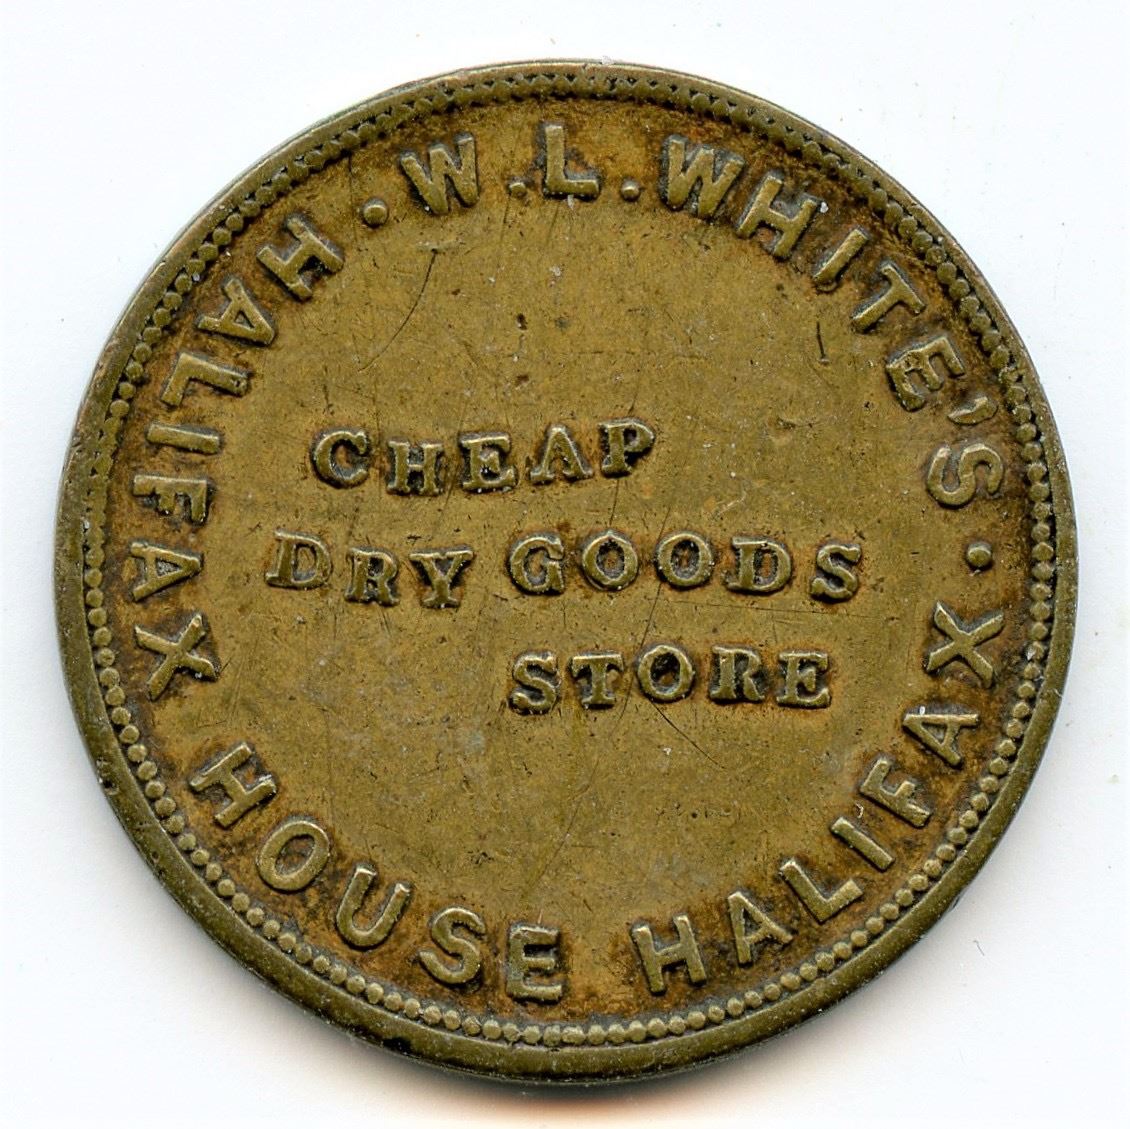 W.L.WHITE'S · HALIFAX HOUSE HALIFAX ·
CHEAP
DRY GOODS
STORE